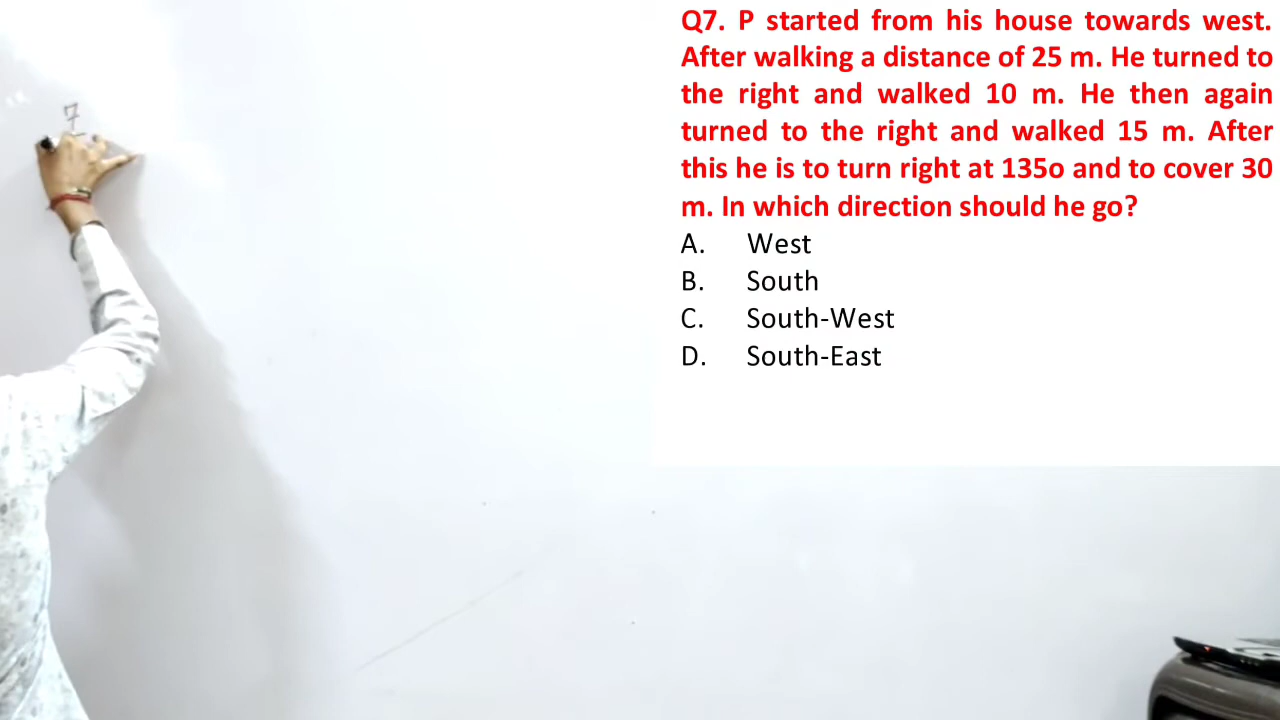 Q7. P started from his house towards west.
After walking a distance of 25 m. He turned to
the right and walked 10 m. He then again
turned to the right and walked 15 m. After
this he is to turn right at 135o and to cover 30
m. In which direction should he go?
A. West
B. South
C. South-West
D. South-East
7